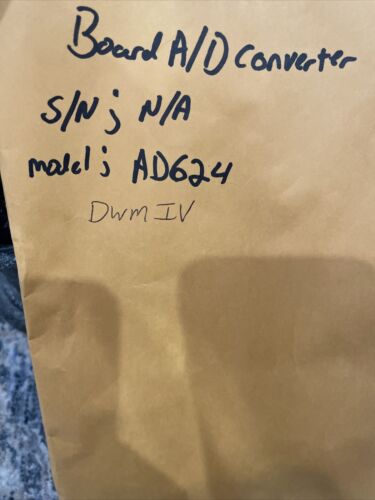 Board A/D converter
S/N; N/A
model; AD624
DWM IV